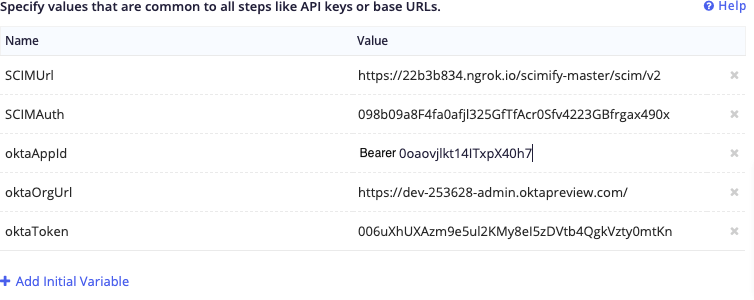 Specify values that are common to all steps like API keys or base URLs.
Help
Name Value
SCIMUrl https://22b3b834.ngrok.io/scimify-master/scim/v2
SCIMAuth 098b09a8F4fa0afjl325GfTfAcr0Sfv4223GBfrgax490x
oktaAppId Bearer 0oaovjlkt14ITxpX40h7
oktaOrgUrl https://dev-253628-admin.oktapreview.com/
oktaToken 006uXhUXAzm9e5ul2KMy8eI5zDVtb4QgkVzty0mtKn
+ Add Initial Variable